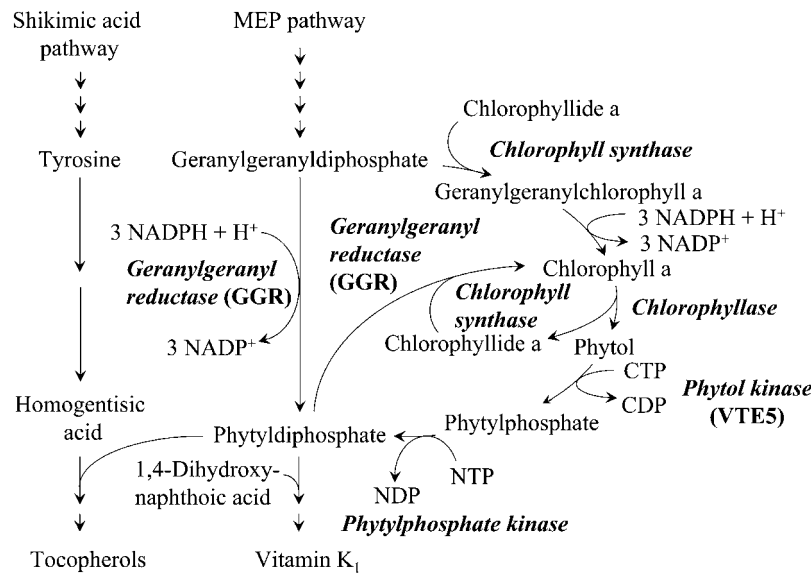 Shikimic acid
pathway
MEP pathway
Chlorophyllide a
Tyrosine
Geranylgeranyldiphosphate
Chlorophyll synthase
Geranylgeranylchlorophyll a
3 NADPH + H⁺
Geranylgeranyl
reductase (GGR)
3 NADP⁺
Geranylgeranyl
reductase
(GGR)
3 NADPH + H⁺
3 NADP⁺
Chlorophyll a
Chlorophyll
synthase
Chlorophyllase
Chlorophyllide a
Phytol
CTP
CDP
Phytol kinase
(VTE5)
Homogentisic
acid
Phytyldiphosphate
Phytylphosphate
1,4-Dihydroxy-
naphthoic acid
NTP
NDP
Phytylphosphate kinase
Tocopherols
Vitamin K₁